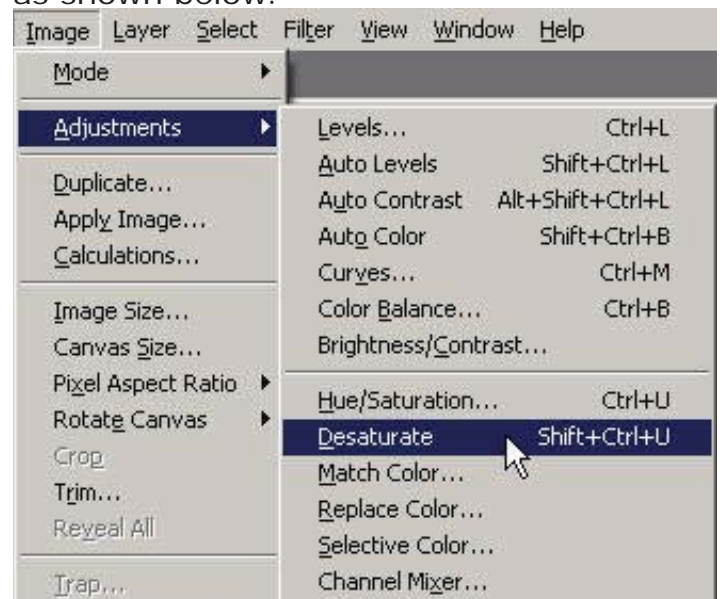 as shown below.
Image Layer Select Filter View Window Help
Mode
Adjustments
Duplicate...
Apply Image...
Calculations...
Image Size...
Canvas Size...
Pixel Aspect Ratio
Rotate Canvas
Crop
Trim...
Reveal All
Trap...
Levels... Ctrl+L
Auto Levels Shift+Ctrl+L
Auto Contrast Alt+Shift+Ctrl+L
Auto Color Shift+Ctrl+B
Curves... Ctrl+M
Color Balance... Ctrl+B
Brightness/Contrast...
Hue/Saturation... Ctrl+U
Desaturate Shift+Ctrl+U
Match Color...
Replace Color...
Selective Color...
Channel Mixer...